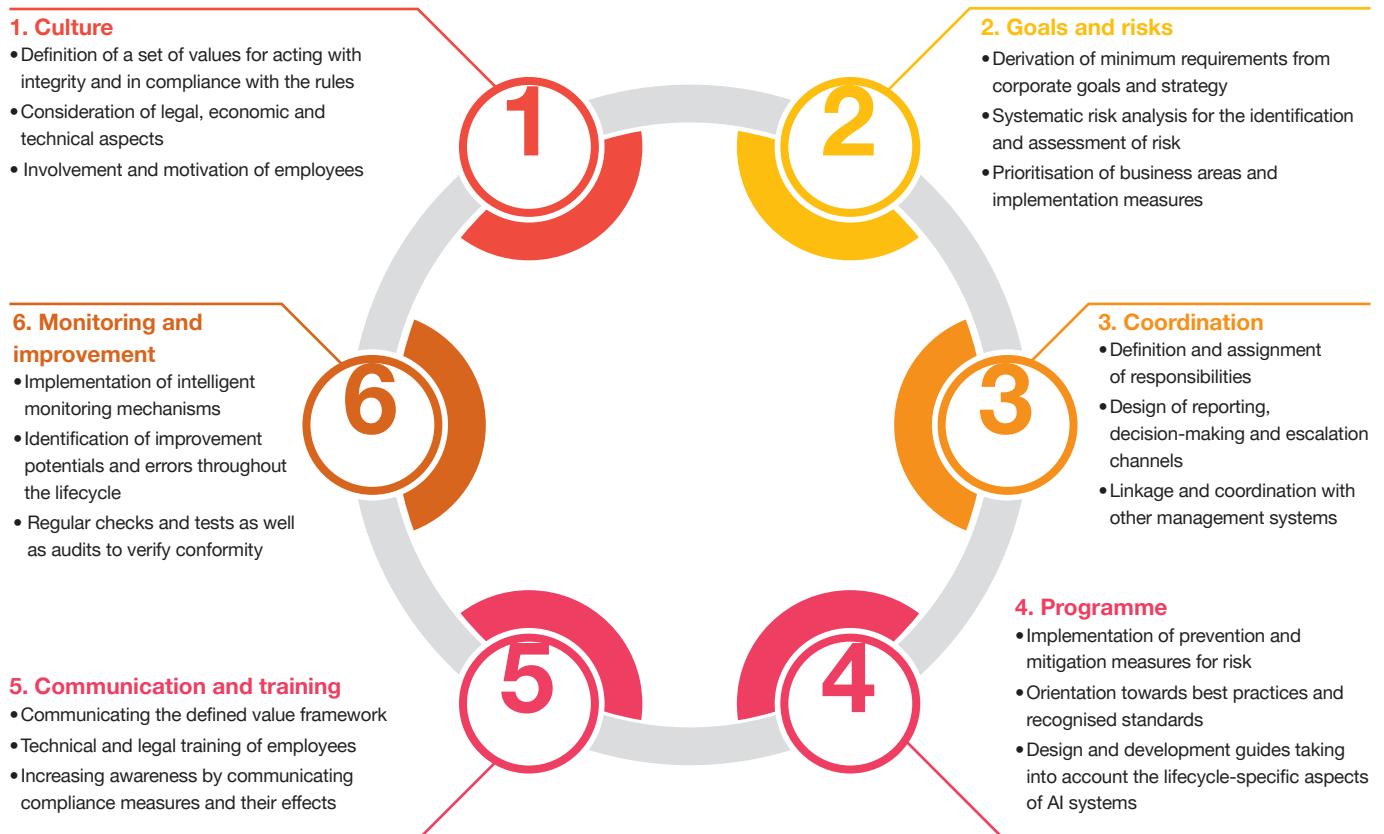 1. Culture
• Definition of a set of values for acting with
integrity and in compliance with the rules
• Consideration of legal, economic and
technical aspects
• Involvement and motivation of employees
1
2
2. Goals and risks
• Derivation of minimum requirements from
corporate goals and strategy
• Systematic risk analysis for the identification
and assessment of risk
• Prioritisation of business areas and
implementation measures
3
3. Coordination
• Definition and assignment
of responsibilities
• Design of reporting,
decision-making and escalation
channels
• Linkage and coordination with
other management systems
4
4. Programme
• Implementation of prevention and
mitigation measures for risk
• Orientation towards best practices and
recognised standards
• Design and development guides taking
into account the lifecycle-specific aspects
of AI systems
5
5. Communication and training
• Communicating the defined value framework
• Technical and legal training of employees
• Increasing awareness by communicating
compliance measures and their effects
6
6. Monitoring and
improvement
• Implementation of intelligent
monitoring mechanisms
• Identification of improvement
potentials and errors throughout
the lifecycle
• Regular checks and tests as well
as audits to verify conformity